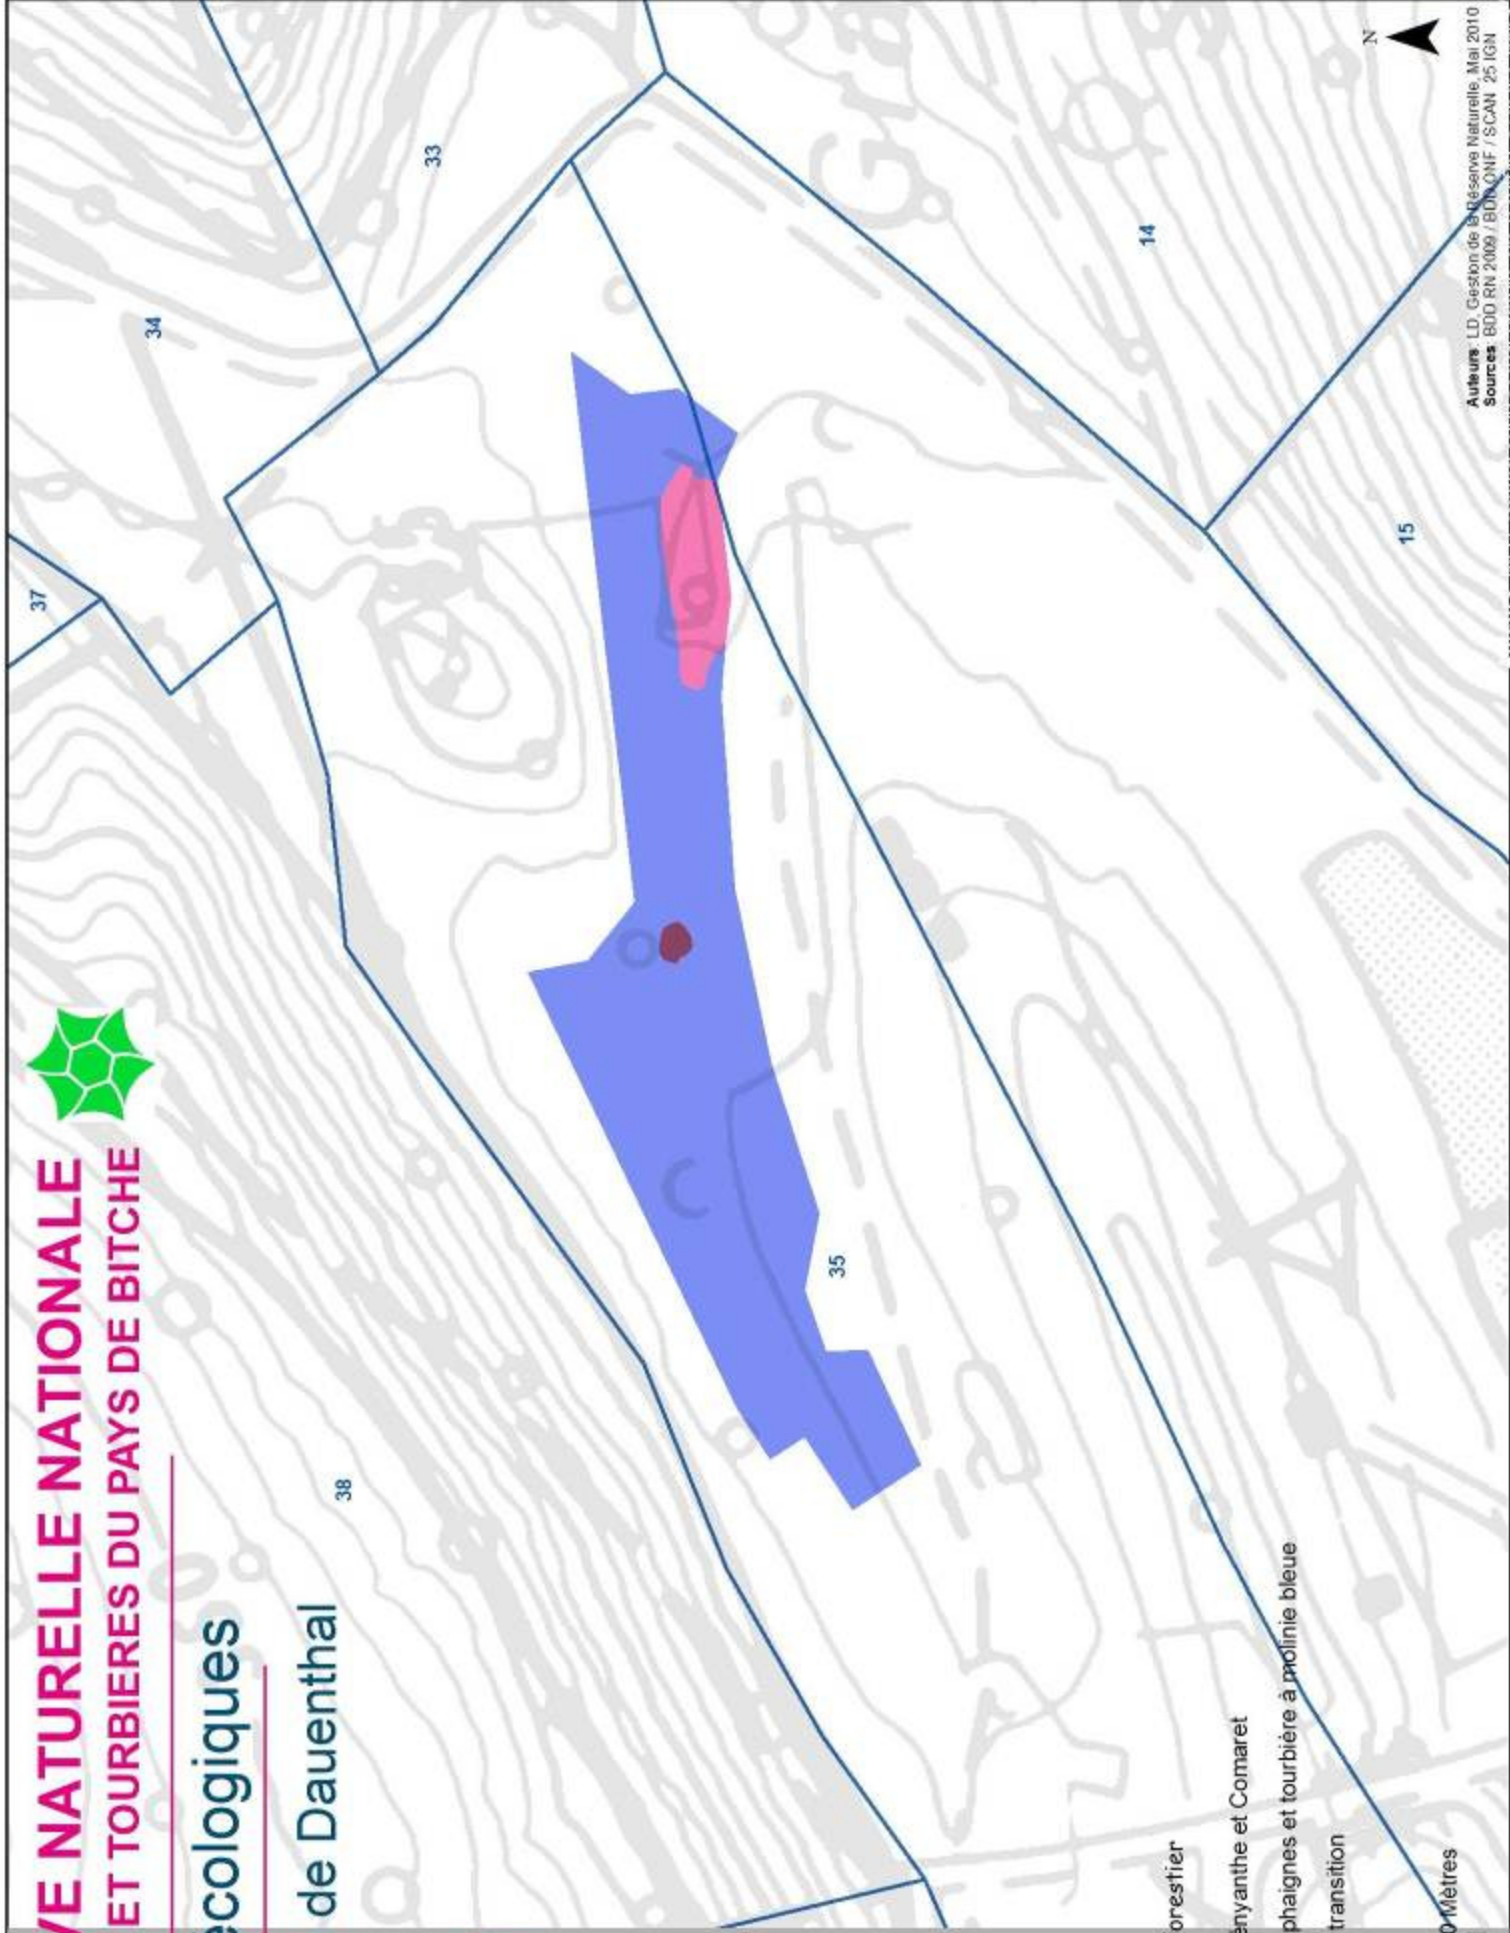 VE NATURELLE NATIONALE
ET TOURBIERES DU PAYS DE BITCHE
écologiques
de Dauenthal
37
34
33
38
35
14
15
N
orestier
ényanthe et Comaret
phaignes et tourbière à molinie bleue
transition
0 Mètres
Auteurs: LD, Gestion de la Réserve Naturelle, Mai 2010
Sources: BDD RN 2009 / BDD ONF / SCAN 25 IGN